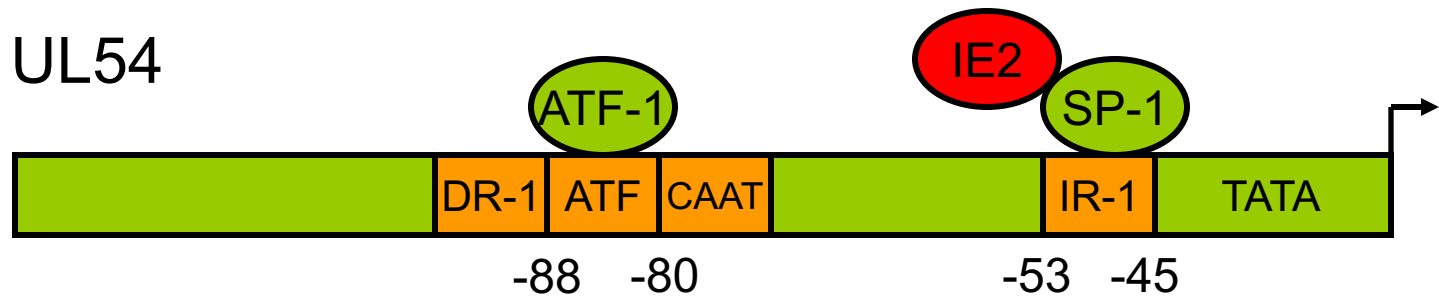 UL54
IE2
ATF-1
SP-1
DR-1 ATF CAAT IR-1 TATA
-88 -80 -53 -45